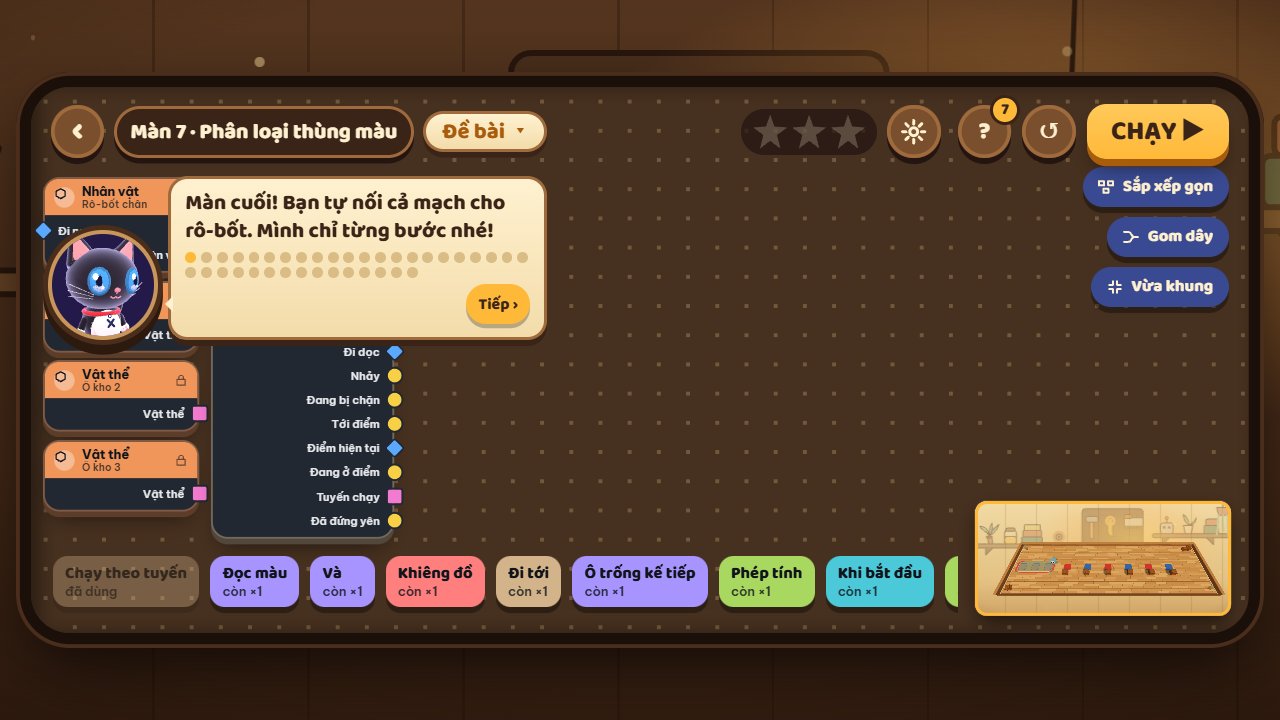 Màn 7 • Phân loại thùng màu
Đề bài
7
?
CHẠY
Sắp xếp gọn
Gom dây
Vừa khung
Nhân vật
Rô-bốt chân
Màn cuối! Bạn tự nối cả mạch cho
rô-bốt. Mình chỉ từng bước nhé!
Tiếp ›
Vật thể
Ô kho 2
Vật thể
Vật thể
Ô kho 3
Vật thể
Đi dọc
Nhảy
Đang bị chặn
Tới điểm
Điểm hiện tại
Đang ở điểm
Tuyến chạy
Đã đứng yên
Chạy theo tuyến
đã dùng
Đọc màu
còn ×1
Và
còn ×1
Khiêng đồ
còn ×1
Đi tới
còn ×1
Ô trống kế tiếp
còn ×1
Phép tính
còn ×1
Khi bắt đầu
còn ×1